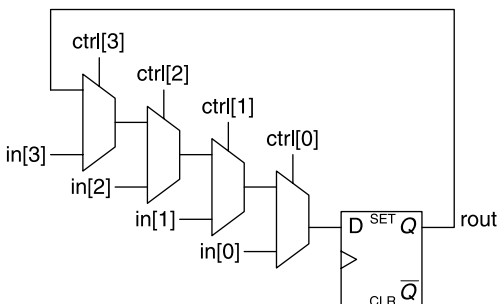 ctrl[3]
ctrl[2]
ctrl[1]
ctrl[0]
in[3]
in[2]
in[1]
in[0]
D SET Q
rout
CLR Q̅